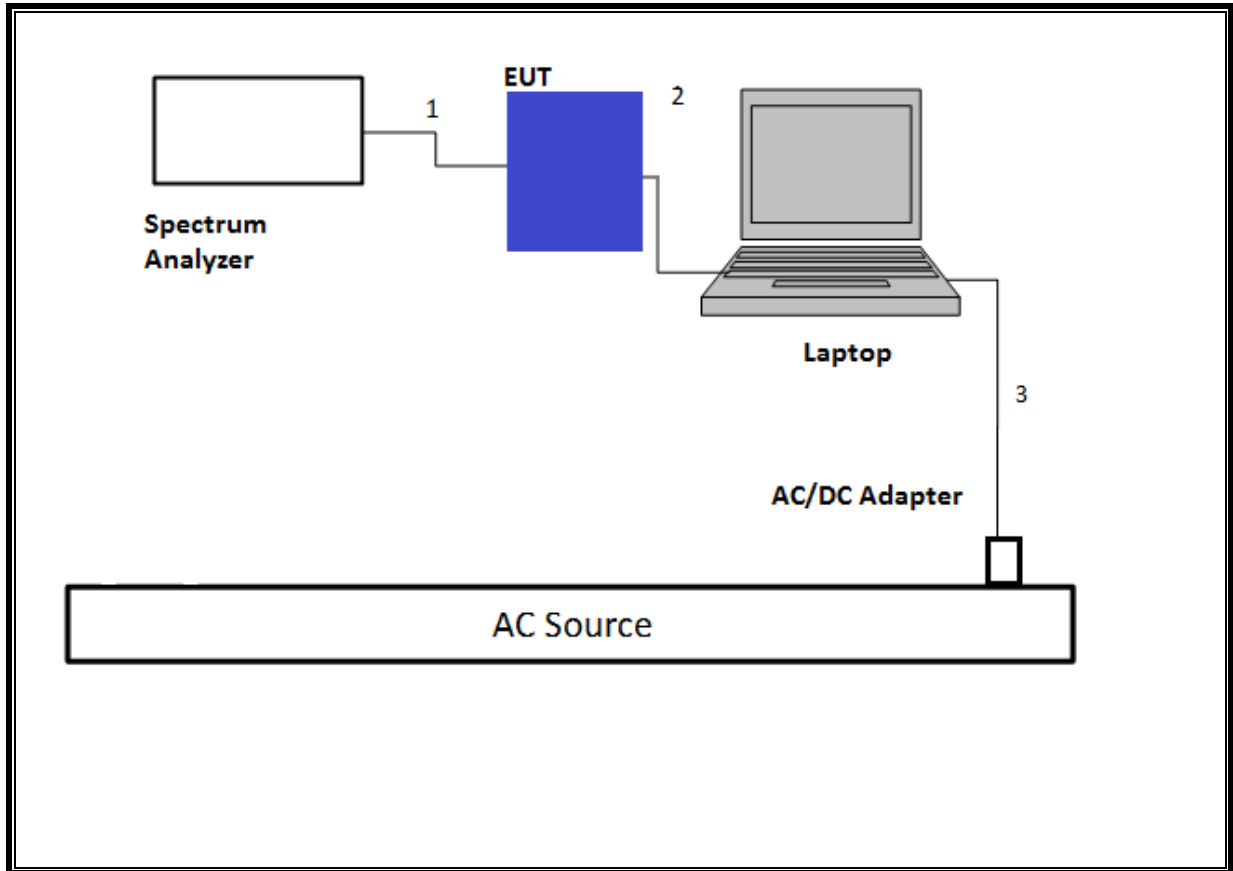 EUT
1
2
Spectrum
Analyzer
Laptop
3
AC/DC Adapter
AC Source